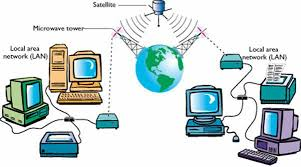 Satellite
Microwave tower
Local area
network (LAN)
Local area
network (LAN)